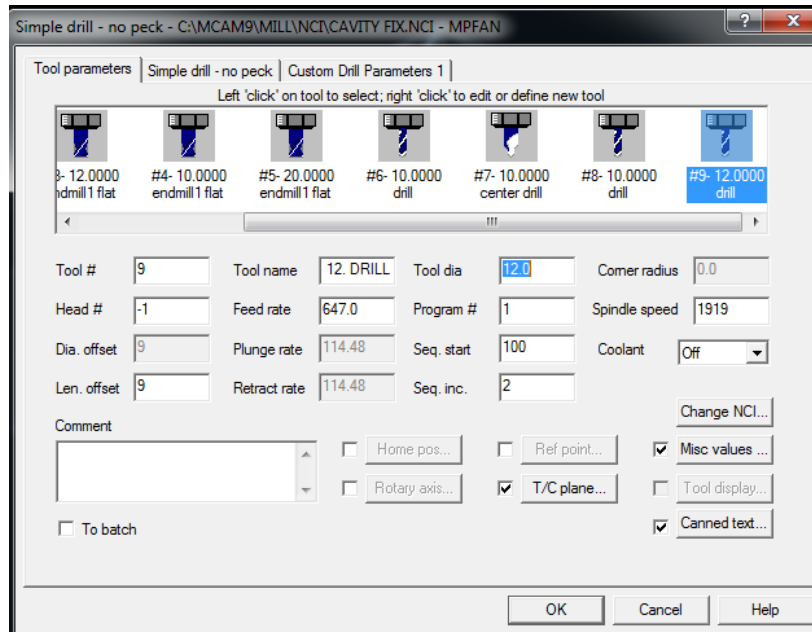 Simple drill - no peck - C:\MCAM9\MILL\NCI\CAVITY FIX.NCI - MPFAN
Tool parameters Simple drill - no peck Custom Drill Parameters 1
Left 'click' on tool to select; right 'click' to edit or define new tool
3- 12.0000 #4- 10.0000 #5- 20.0000 #6- 10.0000 #7- 10.0000 #8- 10.0000 #9- 12.0000
ndmill1 flat endmill1 flat endmill1 flat drill center drill drill drill
Tool # 9 Tool name 12. DRILL Tool dia 12.0 Corner radius 0.0
Head # -1 Feed rate 647.0 Program # 1 Spindle speed 1919
Dia. offset 9 Plunge rate 114.48 Seq. start 100 Coolant Off
Len. offset 9 Retract rate 114.48 Seq. inc. 2
Change NCI...
Comment
Home pos... Ref point... Misc values ...
Rotary axis... T/C plane... Tool display...
To batch Canned text...
OK Cancel Help